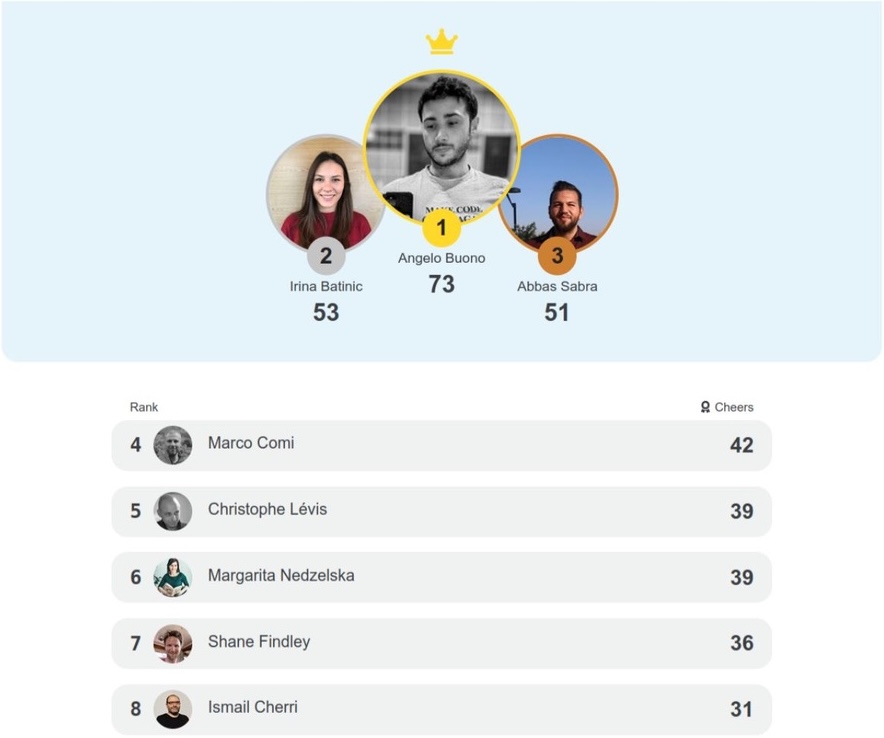 1
Angelo Buono
73
2
Irina Batinic
53
3
Abbas Sabra
51
Rank
Cheers
4 Marco Comi 42
5 Christophe Lévis 39
6 Margarita Nedzelska 39
7 Shane Findley 36
8 Ismail Cherri 31